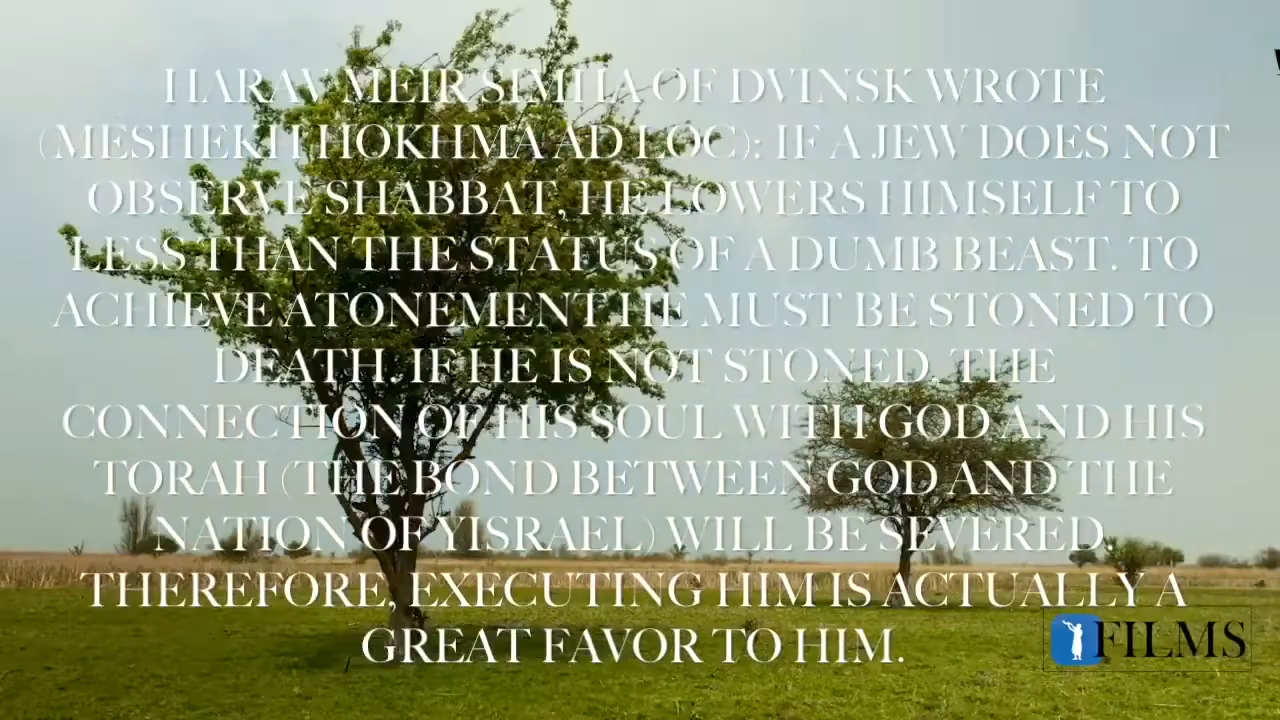 HARAV MEIR SIMHA OF DVINSK WROTE
(MESHEKH HOKHMA AD LOC): IF A JEW DOES NOT
OBSERVE SHABBAT, HE LOWERS HIMSELF TO
LESS THAN THE STATUS OF A DUMB BEAST. TO
ACHIEVE ATONEMENT HE MUST BE STONED TO
DEATH. IF HE IS NOT STONED, THE
CONNECTION OF HIS SOUL WITH GOD AND HIS
TORAH (THE BOND BETWEEN GOD AND THE
NATION OF YISRAEL) WILL BE SEVERED.
THEREFORE, EXECUTING HIM IS ACTUALLY A
GREAT FAVOR TO HIM.
FILMS